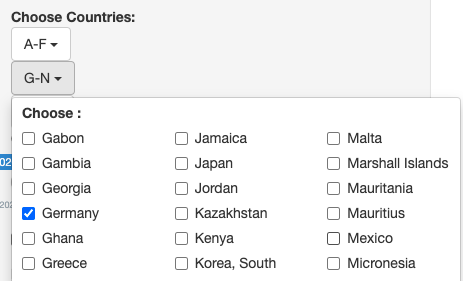 Choose Countries:
A-F
G-N
Choose :
Gabon Jamaica Malta
Gambia Japan Marshall Islands
Georgia Jordan Mauritania
Germany Kazakhstan Mauritius
Ghana Kenya Mexico
Greece Korea, South Micronesia